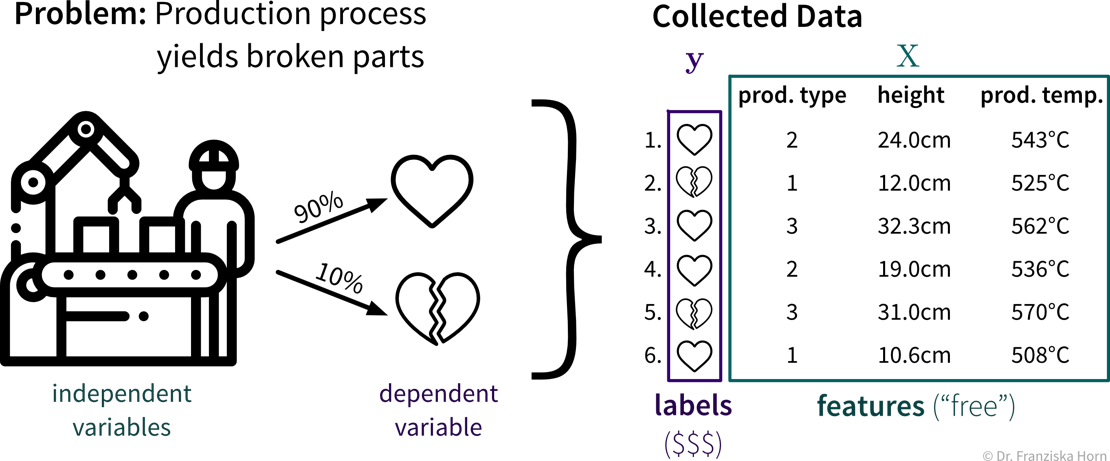 Problem: Production process
yields broken parts
90%
10%
independent
variables
dependent
variable
Collected Data
y
X
prod. type height prod. temp.
1. 2 24.0cm 543°C
2. 1 12.0cm 525°C
3. 3 32.3cm 562°C
4. 2 19.0cm 536°C
5. 3 31.0cm 570°C
6. 1 10.6cm 508°C
labels
($$$)
features (“free”)
© Dr. Franziska Horn